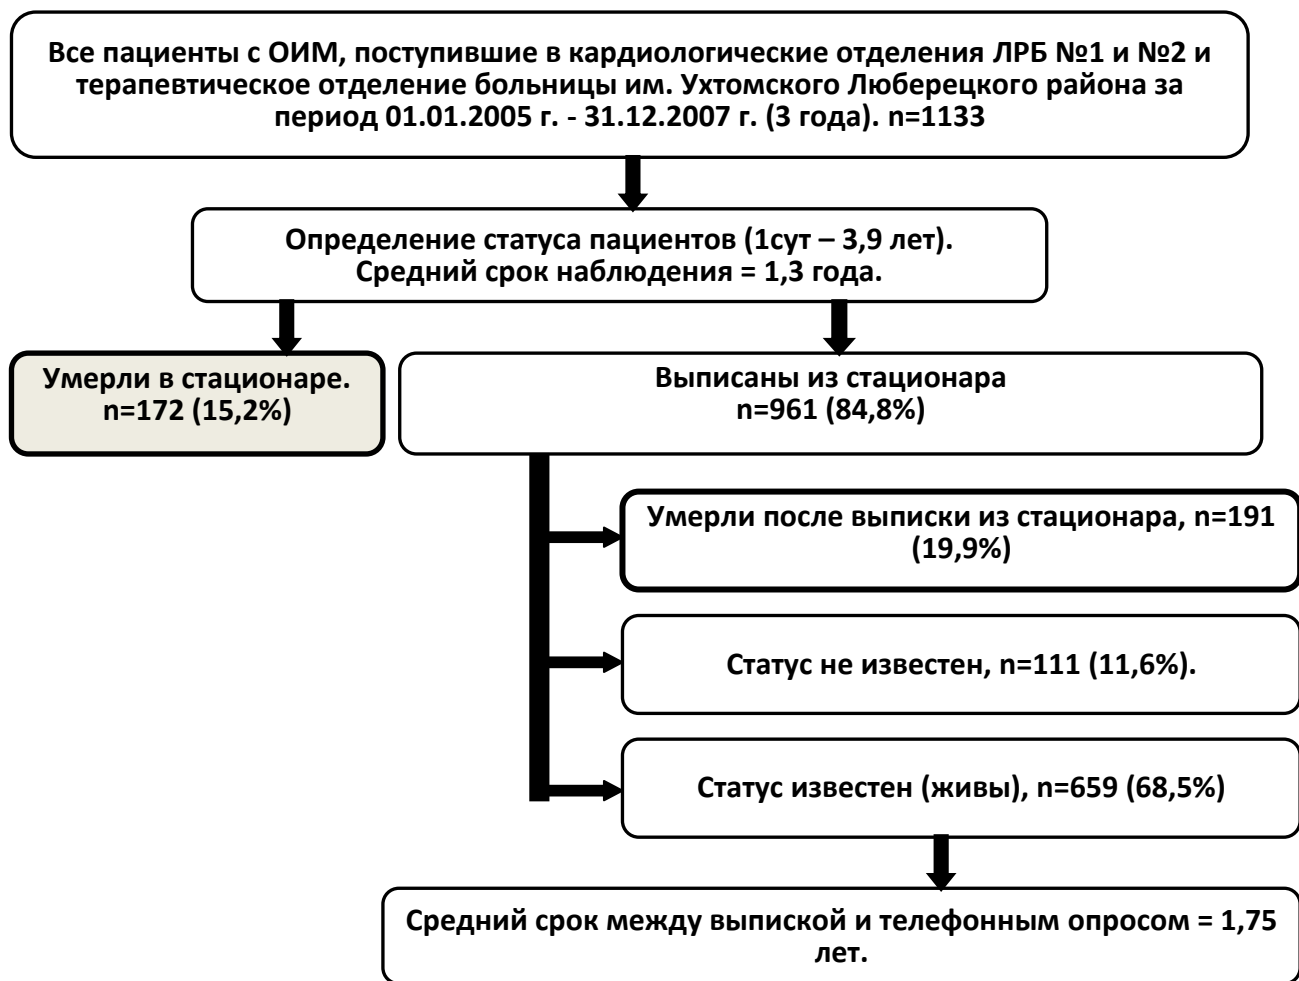 Все пациенты с ОИМ, поступившие в кардиологические отделения ЛРБ №1 и №2 и
терапевтическое отделение больницы им. Ухтомского Люберецкого района за
период 01.01.2005 г. - 31.12.2007 г. (3 года). n=1133
Определение статуса пациентов (1сут – 3,9 лет).
Средний срок наблюдения = 1,3 года.
Умерли в стационаре.
n=172 (15,2%)
Выписаны из стационара
n=961 (84,8%)
Умерли после выписки из стационара, n=191
(19,9%)
Статус не известен, n=111 (11,6%).
Статус известен (живы), n=659 (68,5%)
Средний срок между выпиской и телефонным опросом = 1,75
лет.